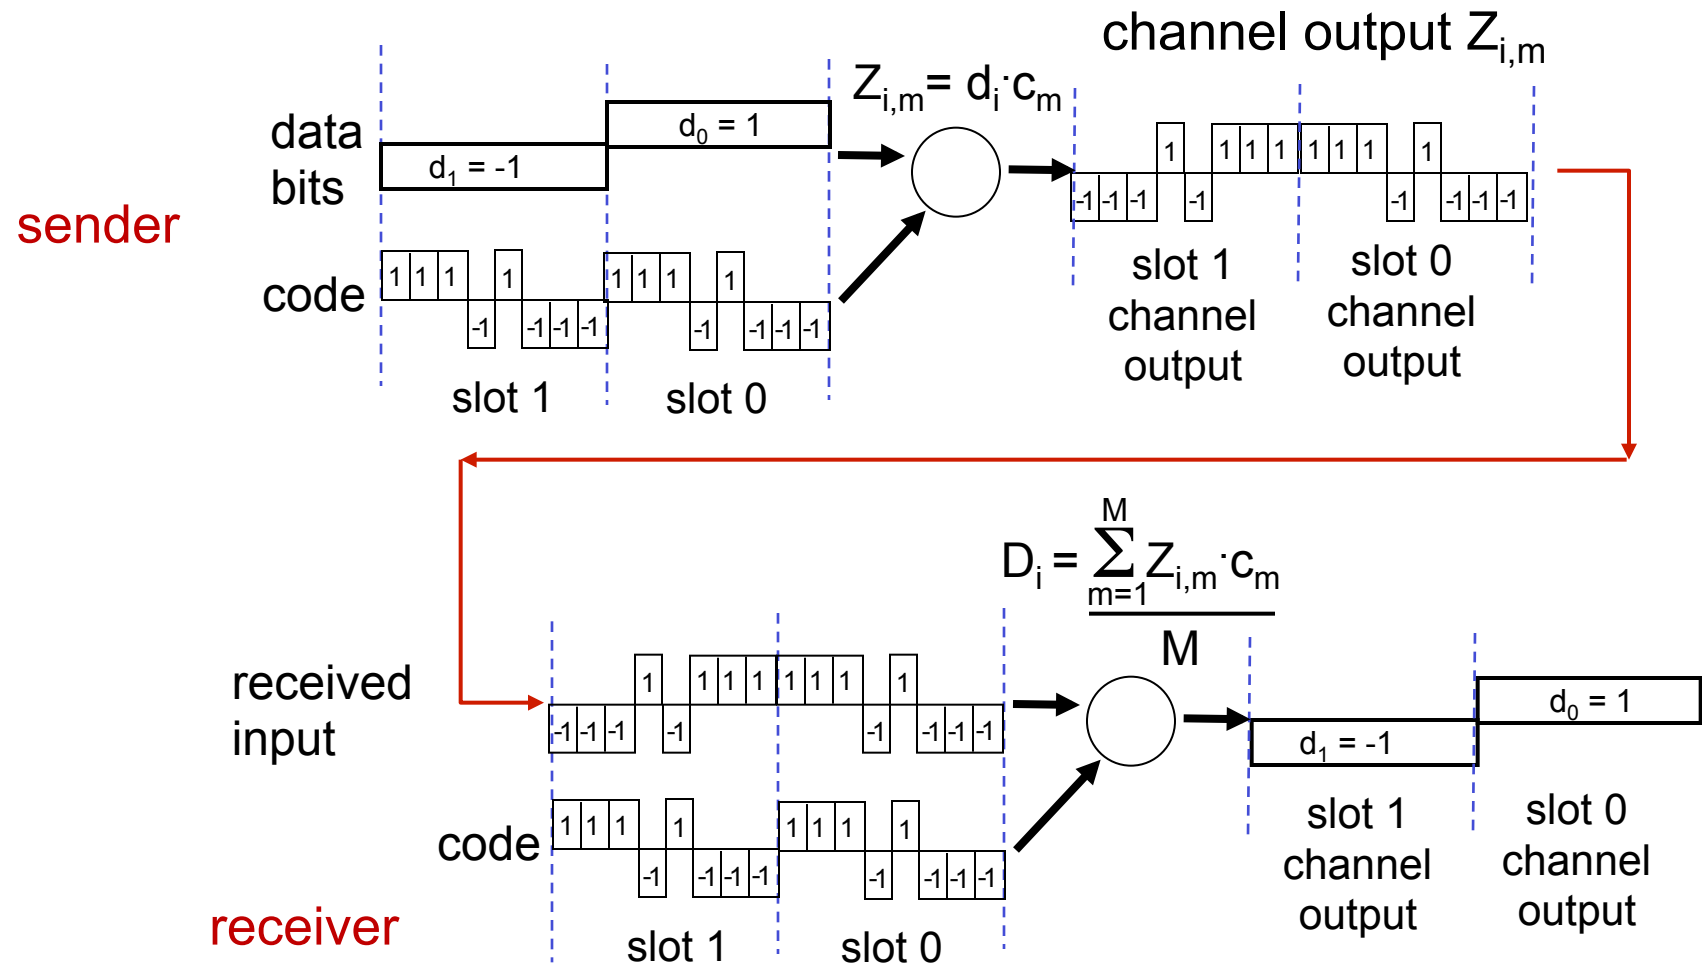 channel output Z_i,m
Z_i,m = d_i · c_m
data bits
d_1 = -1
d_0 = 1
-1 -1 -1 1 -1 1 1 1
1 1 1 -1 1 -1 -1 -1
sender
code
1 1 1 -1 1 -1 -1 -1
1 1 1 -1 1 -1 -1 -1
slot 1
slot 0
slot 1
channel
output
slot 0
channel
output
D_i = Σ_{m=1}^{M} Z_i,m · c_m
M
received
input
-1 -1 -1 1 -1 1 1 1
1 1 1 -1 1 -1 -1 -1
d_1 = -1
d_0 = 1
code
1 1 1 -1 1 -1 -1 -1
1 1 1 -1 1 -1 -1 -1
receiver
slot 1
slot 0
slot 1
channel
output
slot 0
channel
output